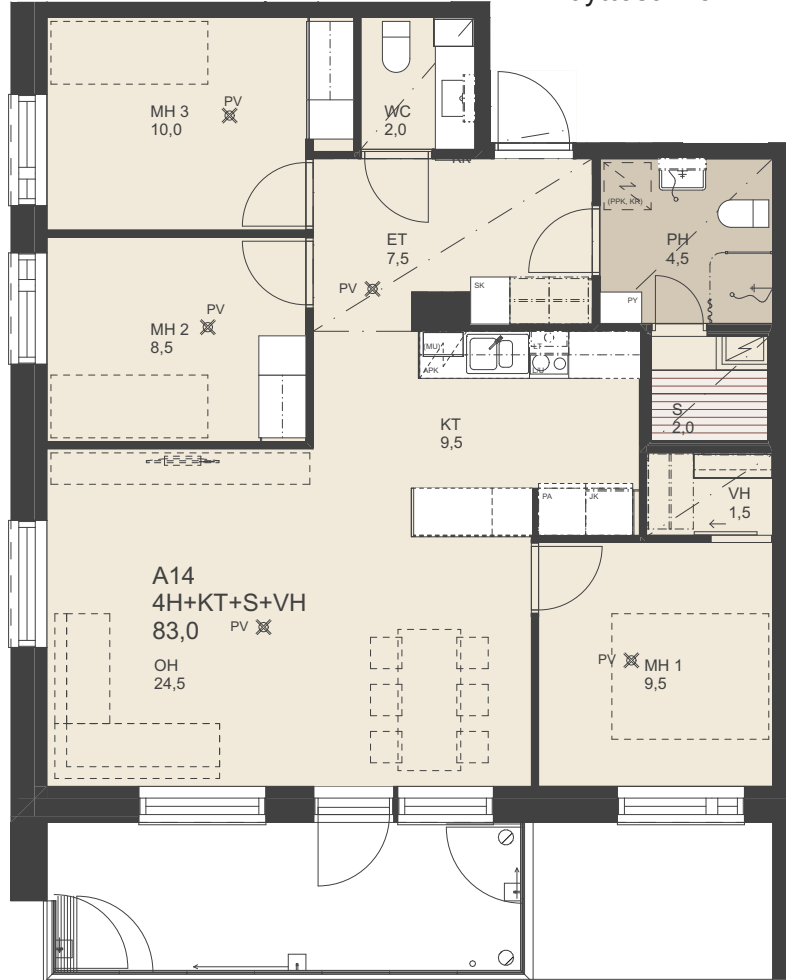 MH 3
10,0
PV
WC
2,0
RK
(PPK, KR)
PH
4,5
ET
7,5
PV
SK
PY
PV
MH 2
8,5
(MU)
APK
LT
L/U
KT
9,5
S
2,0
PA
JK
VH
1,5
A14
4H+KT+S+VH
83,0
PV
OH
24,5
PV
MH 1
9,5